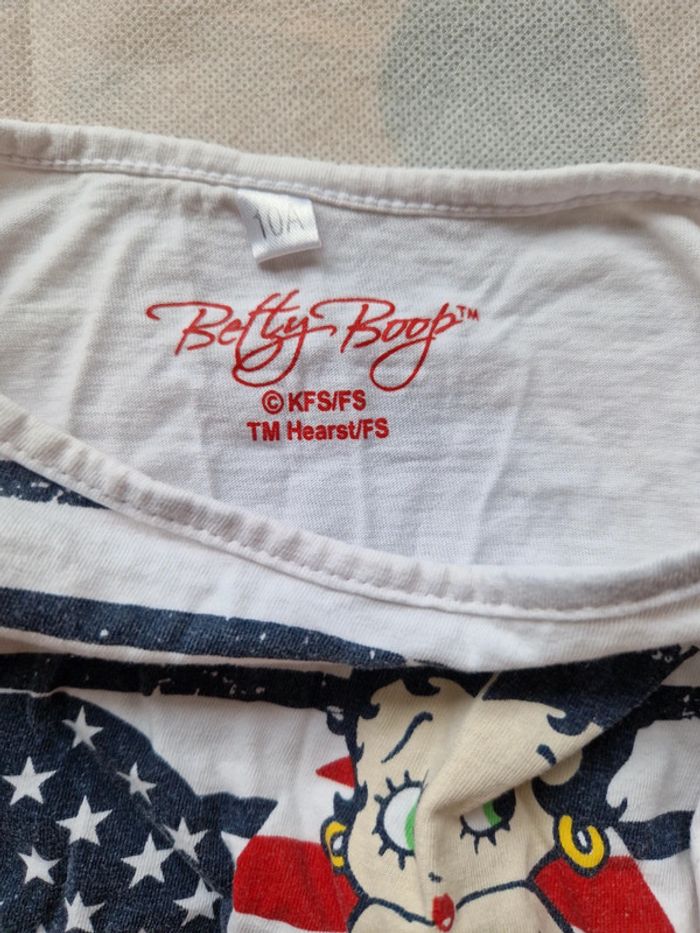 10A
Betty Boop™
© KFS/FS
TM Hearst/FS